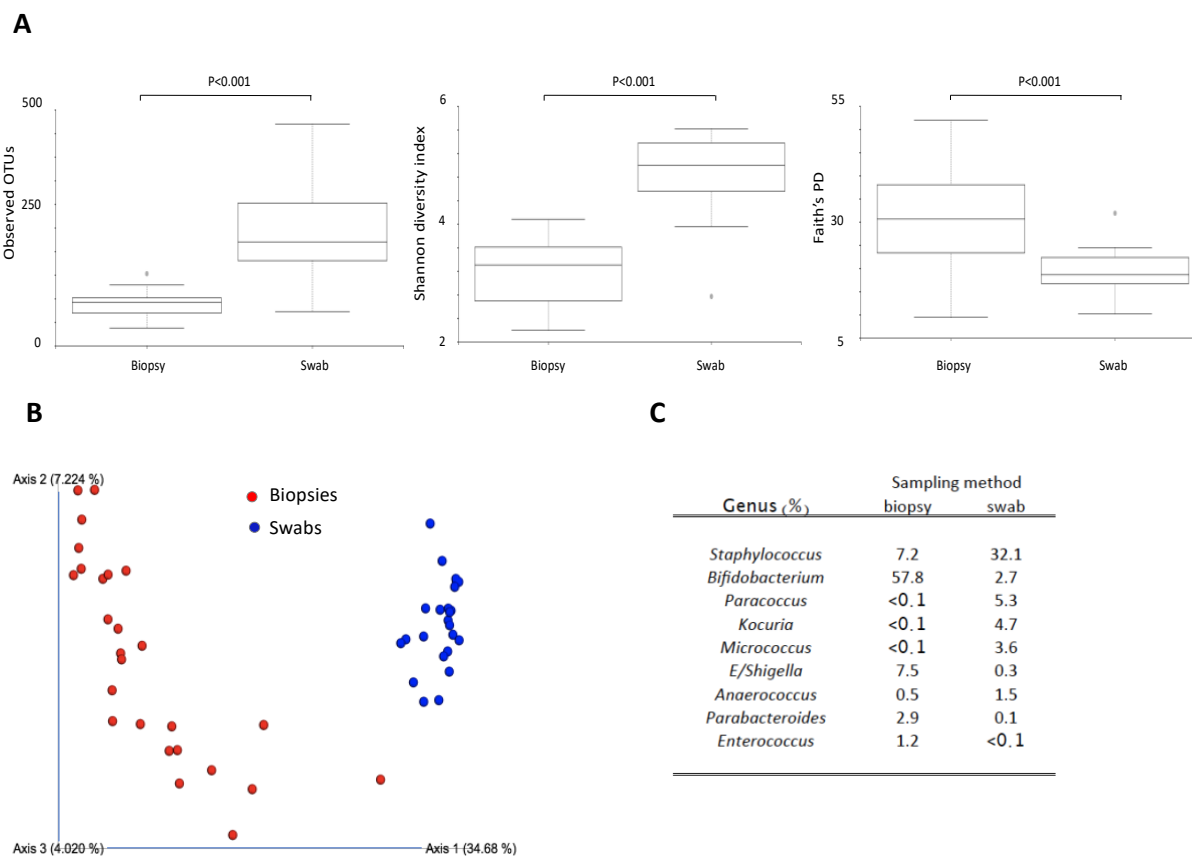 A
P<0.001
P<0.001
P<0.001
500
250
0
Observed OTUs
Biopsy
Swab
6
4
2
Shannon diversity index
Biopsy
Swab
55
30
5
Faith's PD
Biopsy
Swab
B
Axis 2 (7.224 %)
Biopsies
Swabs
Axis 3 (4.020 %)
Axis 1 (34.68 %)
C
Sampling method
Genus (%) biopsy swab
Staphylococcus 7.2 32.1
Bifidobacterium 57.8 2.7
Paracoccus <0.1 5.3
Kocuria <0.1 4.7
Micrococcus <0.1 3.6
E/Shigella 7.5 0.3
Anaerococcus 0.5 1.5
Parabacteroides 2.9 0.1
Enterococcus 1.2 <0.1